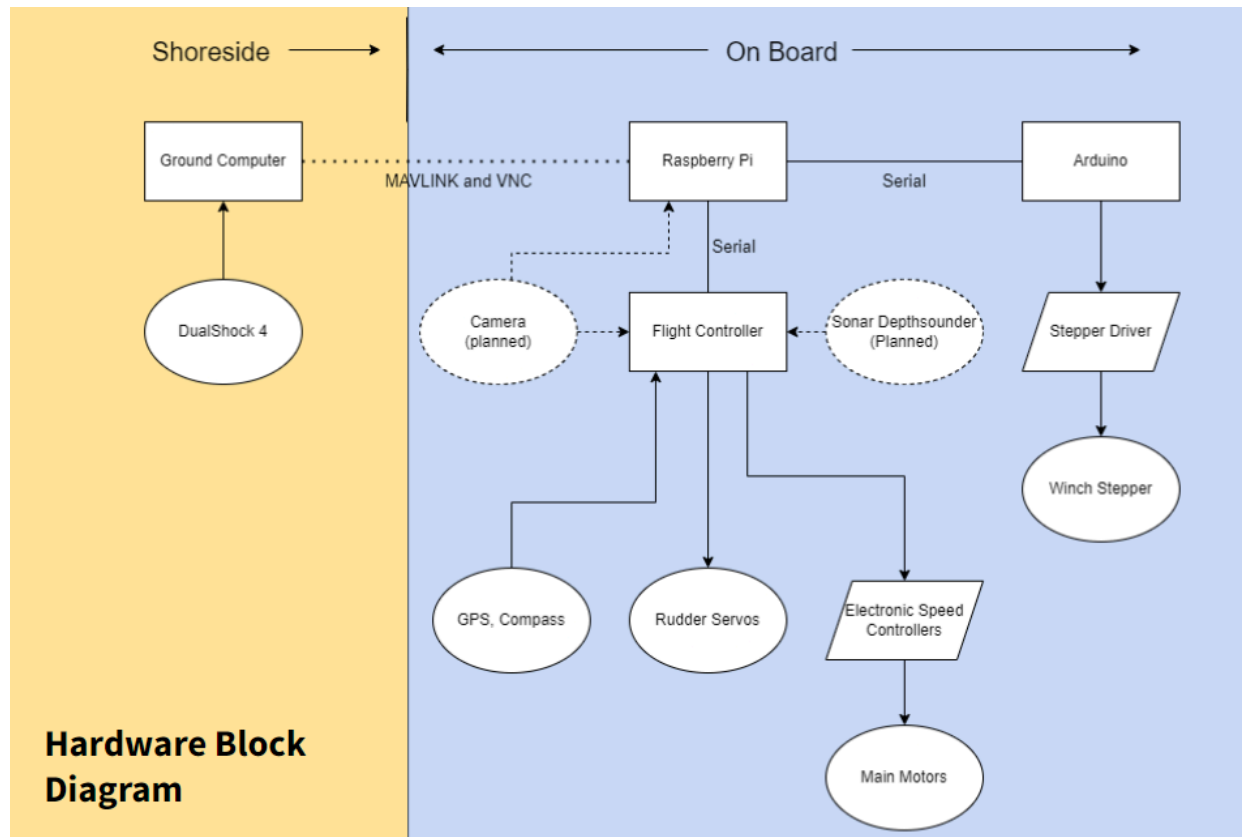 Shoreside
On Board
Ground Computer
Raspberry Pi
Arduino
MAVLINK and VNC
Serial
Serial
DualShock 4
Camera
(planned)
Flight Controller
Sonar Depthsounder
(Planned)
Stepper Driver
Winch Stepper
GPS, Compass
Rudder Servos
Electronic Speed
Controllers
Main Motors
Hardware Block
Diagram